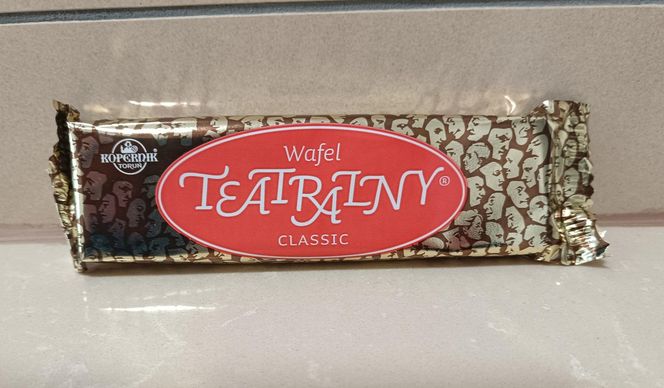 KOPERNIK®
TORUŃ
Wafel
TEATRALNY®
CLASSIC